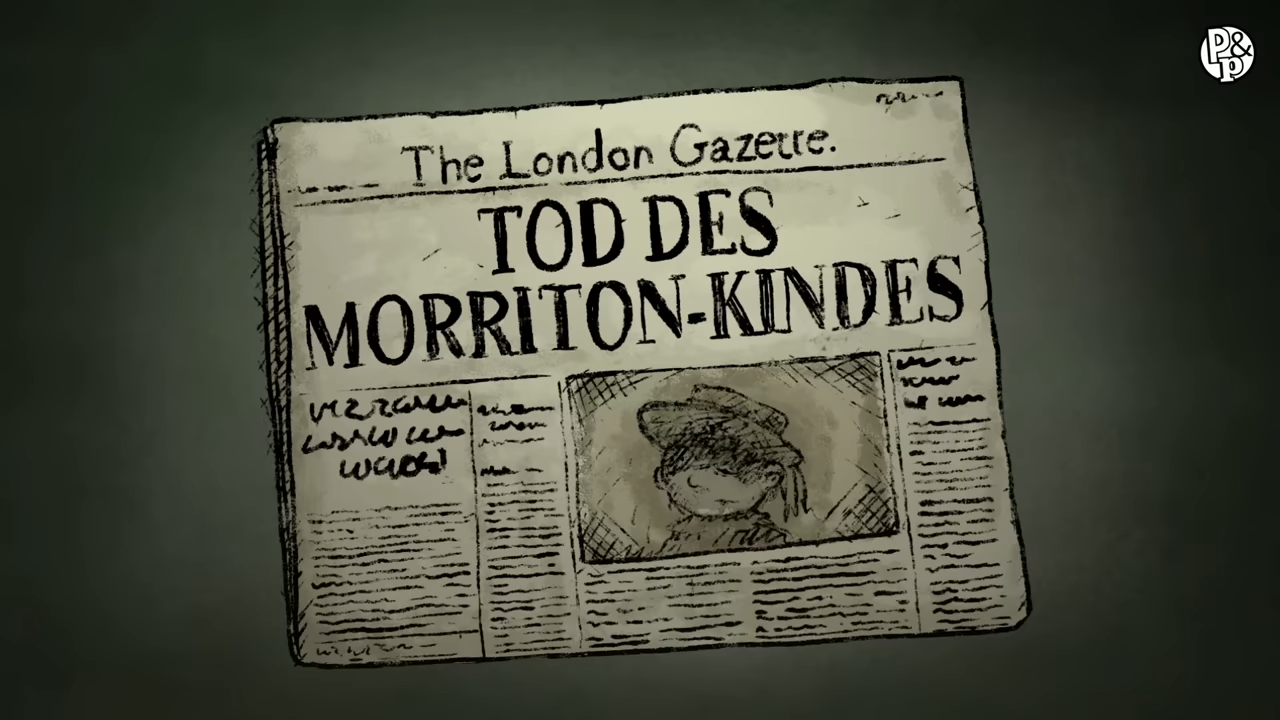 The London Gazette.
TOD DES
MORRITON-KINDES
P&
P